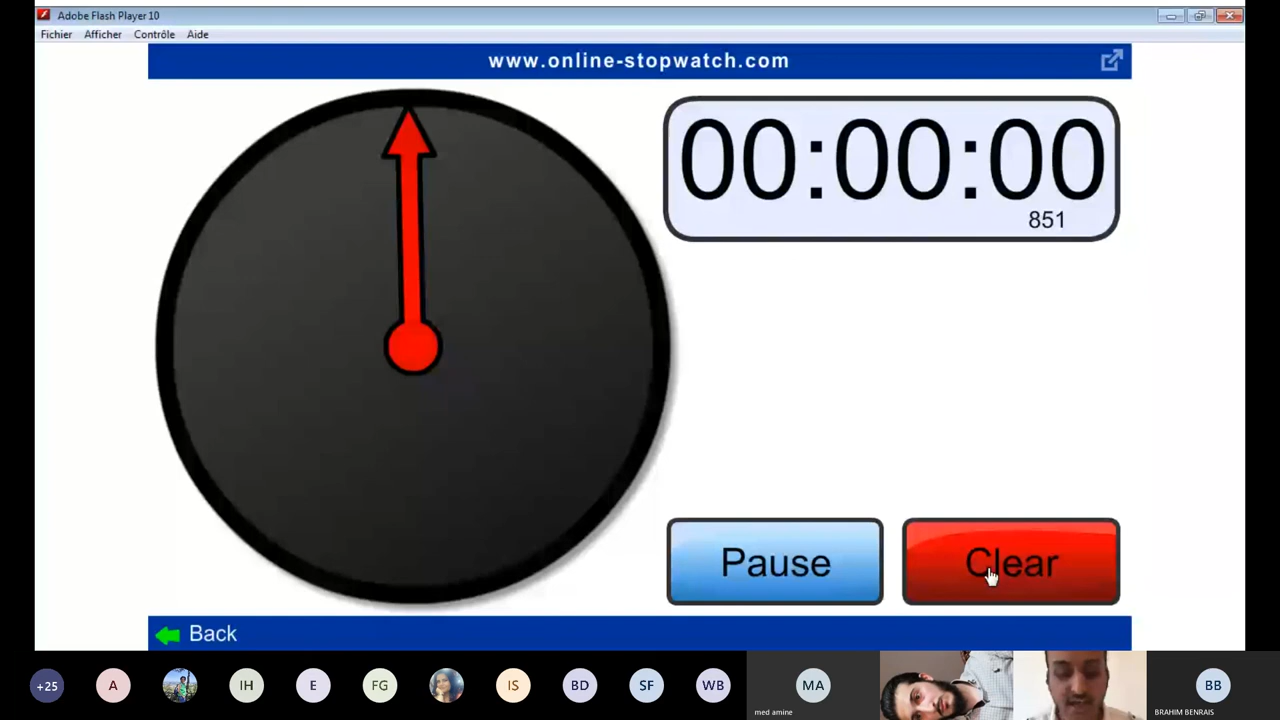 Adobe Flash Player 10
Fichier Afficher Contrôle Aide
www.online-stopwatch.com
00:00:00
851
Pause Clear
Back
+25 A IH E FG IS BD SF WB MA BB
med amine BRAHIM BENRAIS